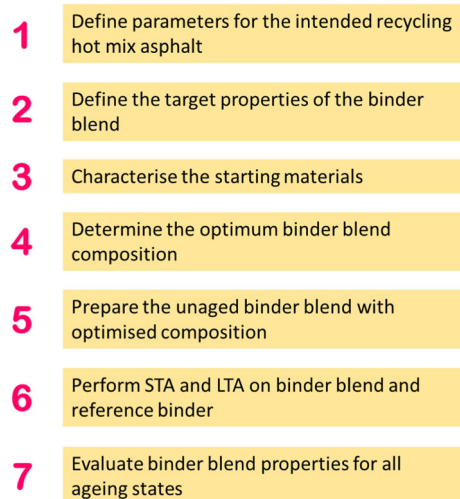 1
Define parameters for the intended recycling
hot mix asphalt
2
Define the target properties of the binder
blend
3
Characterise the starting materials
4
Determine the optimum binder blend
composition
5
Prepare the unaged binder blend with
optimised composition
6
Perform STA and LTA on binder blend and
reference binder
7
Evaluate binder blend properties for all
ageing states